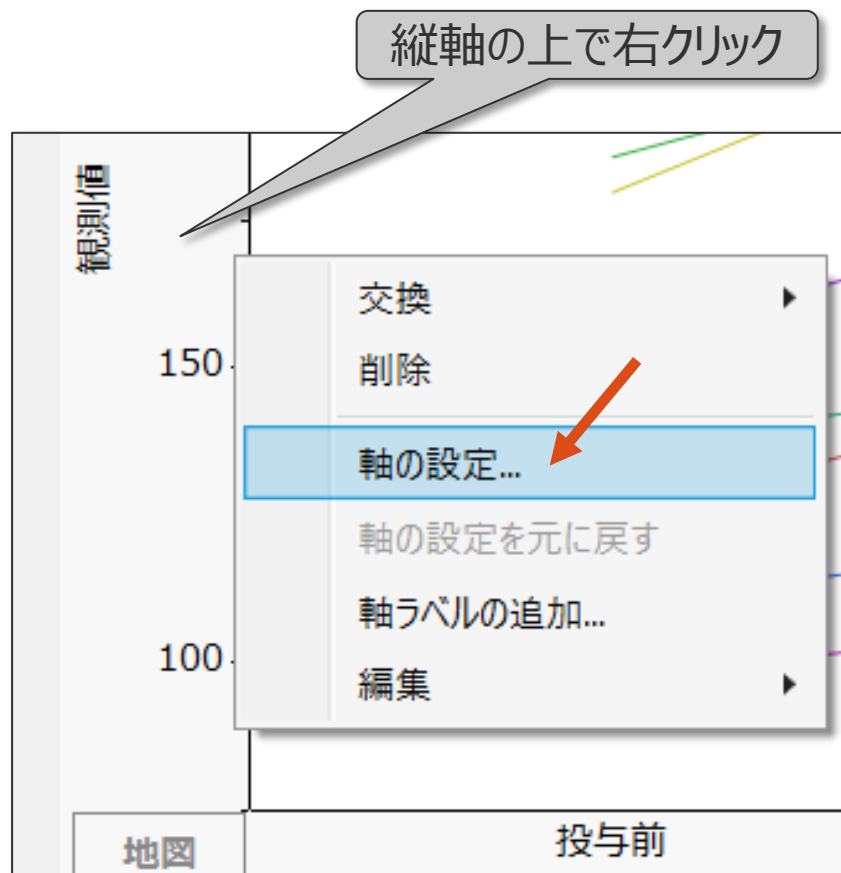 縦軸の上で右クリック
観測値
交換
150
削除
軸の設定...
軸の設定を元に戻す
軸ラベルの追加...
100
編集
地図
投与前